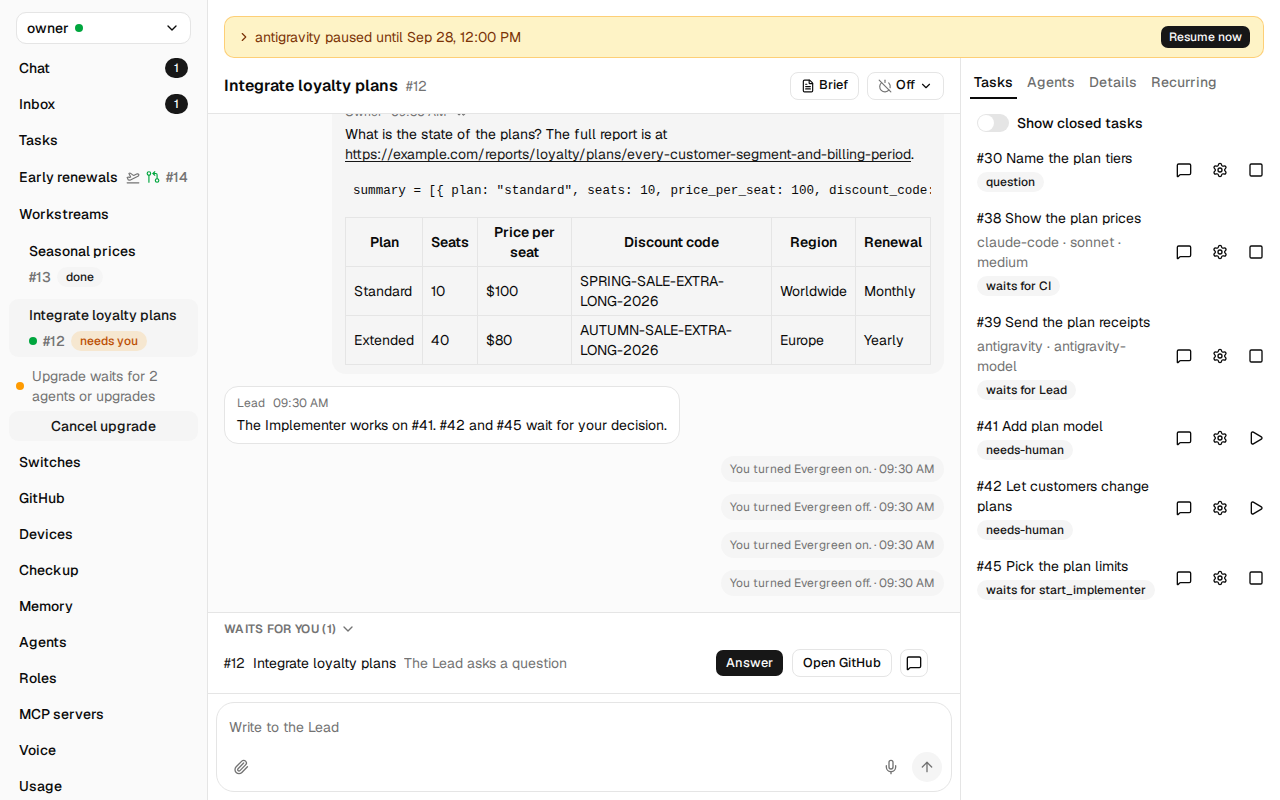 owner
Chat 1
Inbox 1
Tasks
Early renewals #14
Workstreams
Seasonal prices
#13 done
Integrate loyalty plans
#12 needs you
Upgrade waits for 2
agents or upgrades
Cancel upgrade
Switches
GitHub
Devices
Checkup
Memory
Agents
Roles
MCP servers
Voice
Usage
antigravity paused until Sep 28, 12:00 PM
Resume now
Integrate loyalty plans #12
Brief
Off
What is the state of the plans? The full report is at
https://example.com/reports/loyalty/plans/every-customer-segment-and-billing-period.
summary = [{ plan: "standard", seats: 10, price_per_seat: 100, discount_code:
Plan Seats Price per seat Discount code Region Renewal
Standard 10 $100 SPRING-SALE-EXTRA-LONG-2026 Worldwide Monthly
Extended 40 $80 AUTUMN-SALE-EXTRA-LONG-2026 Europe Yearly
Lead 09:30 AM
The Implementer works on #41. #42 and #45 wait for your decision.
You turned Evergreen on. · 09:30 AM
You turned Evergreen off. · 09:30 AM
You turned Evergreen on. · 09:30 AM
You turned Evergreen off. · 09:30 AM
WAITS FOR YOU (1)
#12 Integrate loyalty plans The Lead asks a question
Answer
Open GitHub
Write to the Lead
Tasks Agents Details Recurring
Show closed tasks
#30 Name the plan tiers
question
#38 Show the plan prices
claude-code · sonnet ·
medium
waits for CI
#39 Send the plan receipts
antigravity · antigravity-
model
waits for Lead
#41 Add plan model
needs-human
#42 Let customers change
plans
needs-human
#45 Pick the plan limits
waits for start_implementer